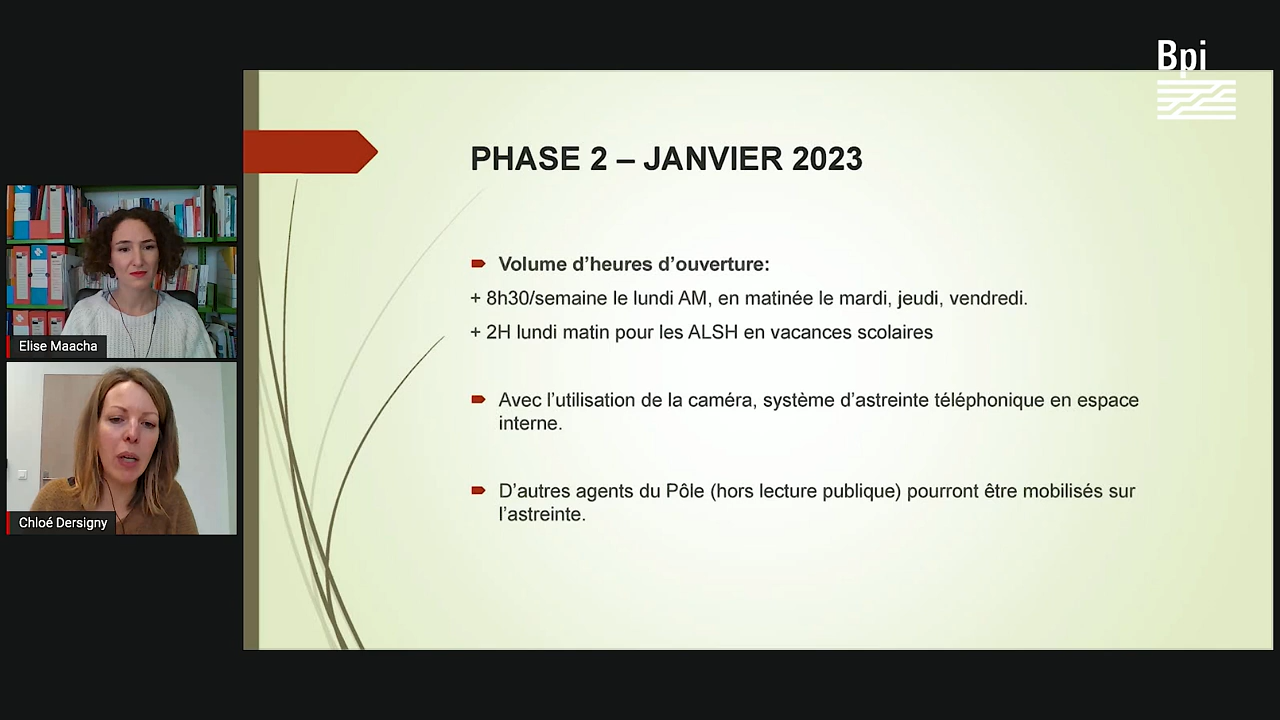 Bpi
PHASE 2 – JANVIER 2023
Volume d’heures d’ouverture:
+ 8h30/semaine le lundi AM, en matinée le mardi, jeudi, vendredi.
+ 2H lundi matin pour les ALSH en vacances scolaires
Avec l’utilisation de la caméra, système d’astreinte téléphonique en espace
interne.
D’autres agents du Pôle (hors lecture publique) pourront être mobilisés sur
l’astreinte.
Elise Maacha
Chloé Dersigny